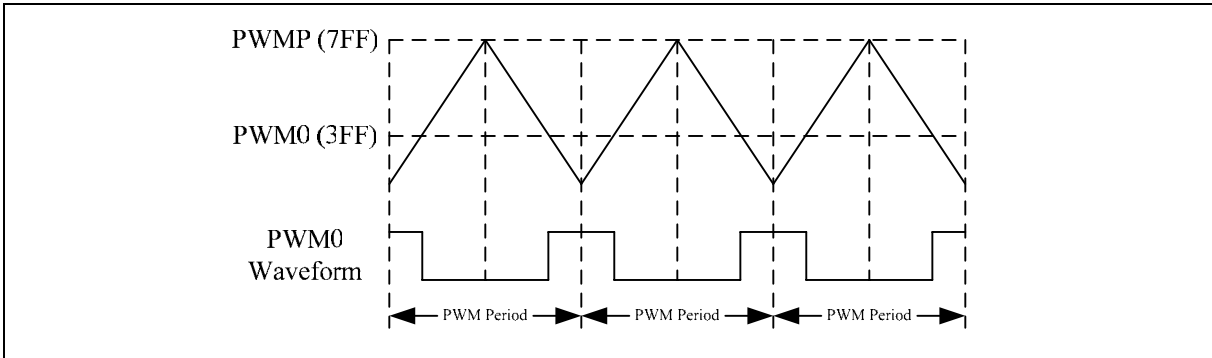 PWMP (7FF)
PWM0 (3FF)
PWM0
Waveform
PWM Period
PWM Period
PWM Period